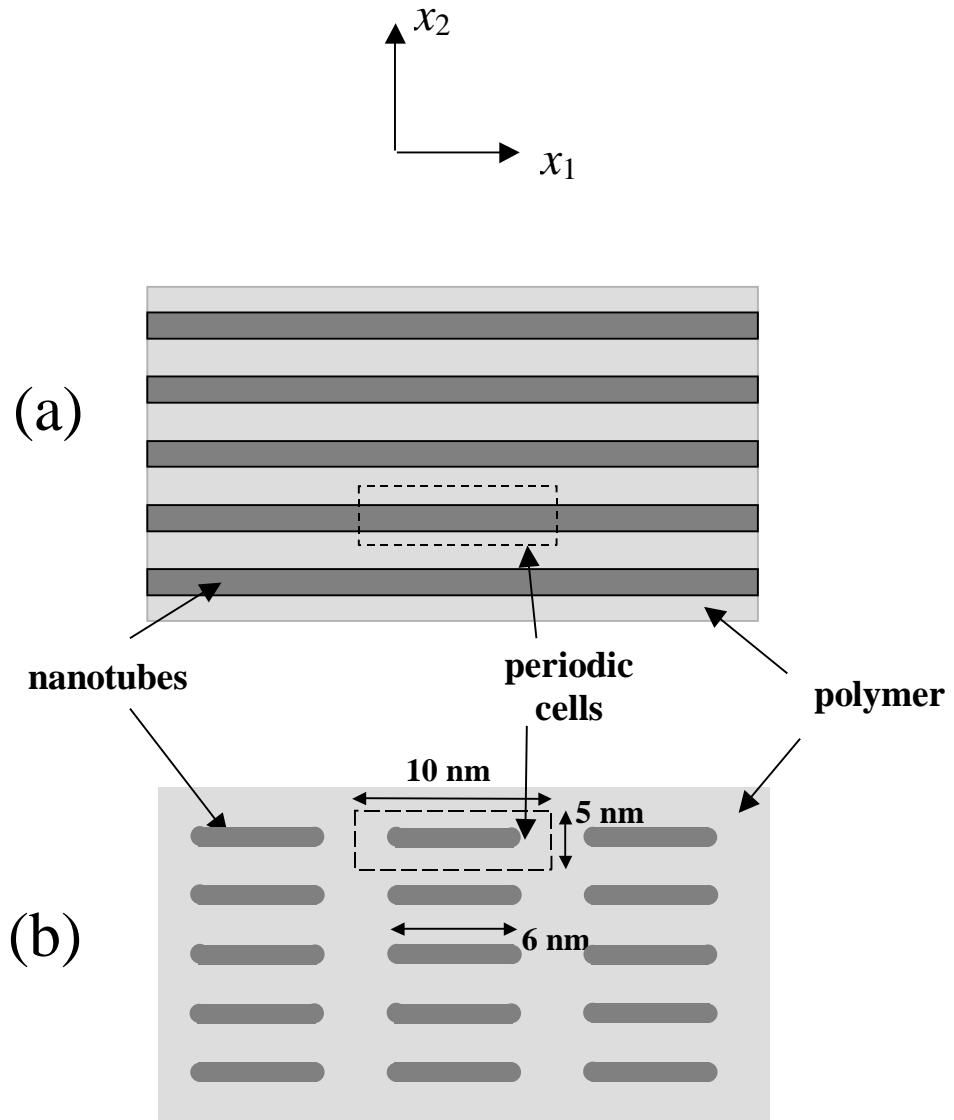 x2
x1
(a)
nanotubes
periodic
cells
polymer
10 nm
5 nm
(b)
6 nm